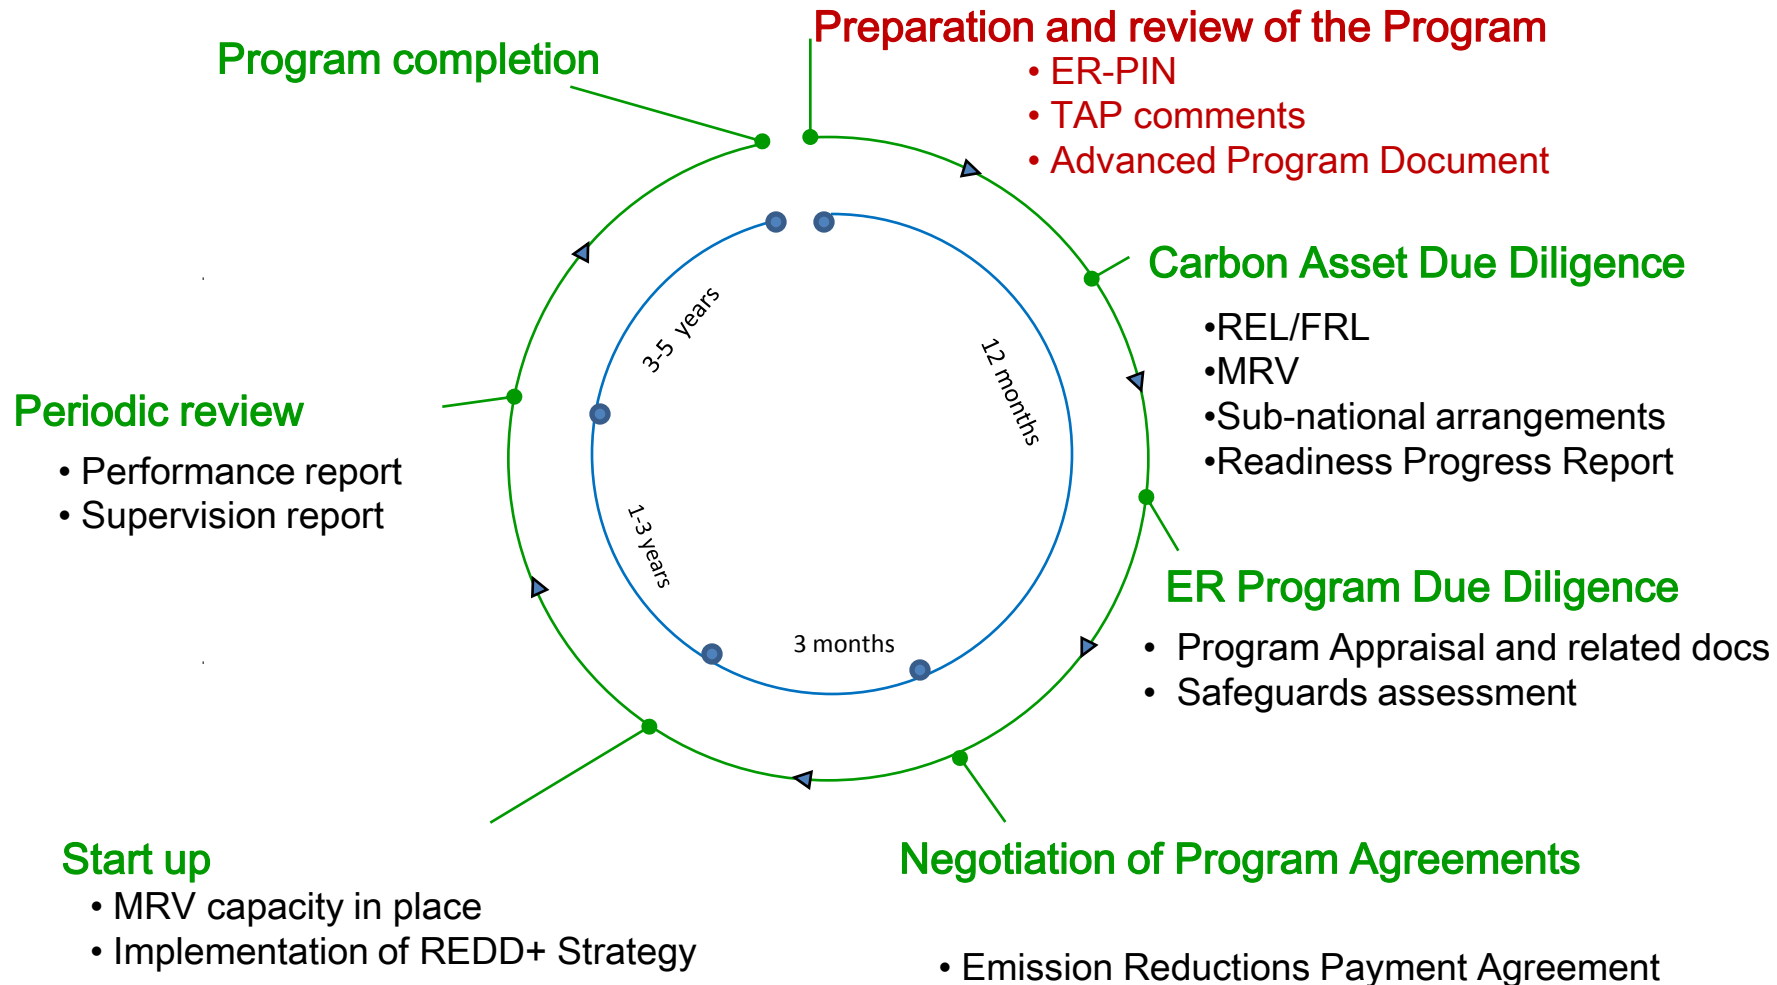 Preparation and review of the Program
• ER-PIN
• TAP comments
• Advanced Program Document
Program completion
Carbon Asset Due Diligence
•REL/FRL
•MRV
•Sub-national arrangements
•Readiness Progress Report
3-5 years
12 months
Periodic review
• Performance report
• Supervision report
1-3 years
3 months
ER Program Due Diligence
• Program Appraisal and related docs
• Safeguards assessment
Start up
• MRV capacity in place
• Implementation of REDD+ Strategy
Negotiation of Program Agreements
• Emission Reductions Payment Agreement